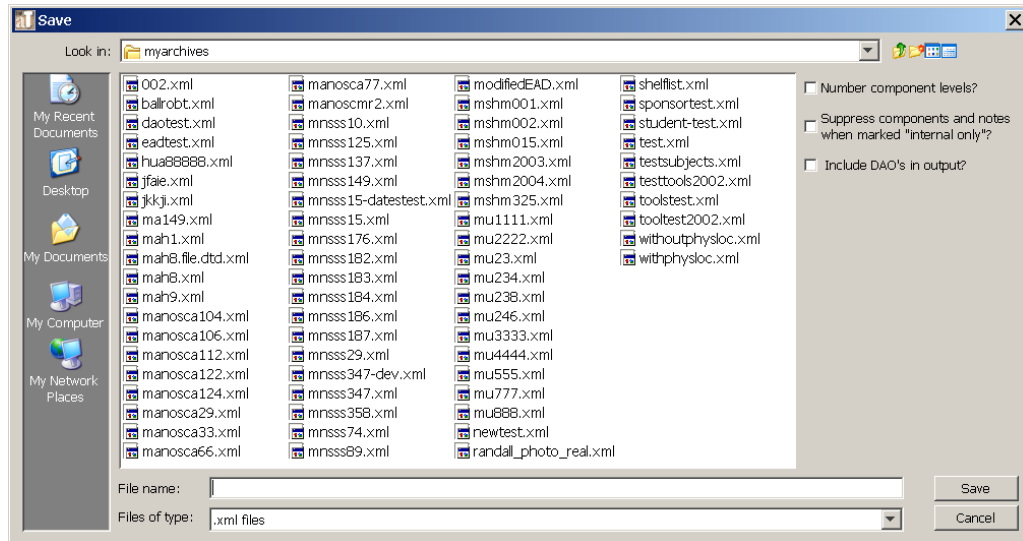 aT Save
Look in: myarchives
My Recent
Documents
Desktop
My Documents
My Computer
My Network
Places
002.xml
ballrobt.xml
daotest.xml
eadtest.xml
hua88888.xml
jfaie.xml
jkkji.xml
ma149.xml
mah1.xml
mah8.file.dtd.xml
mah8.xml
mah9.xml
manosca104.xml
manosca106.xml
manosca112.xml
manosca122.xml
manosca124.xml
manosca29.xml
manosca33.xml
manosca66.xml
manosca77.xml
manoscmr2.xml
mnsss10.xml
mnsss125.xml
mnsss137.xml
mnsss149.xml
mnsss15-datestest.xml
mnsss15.xml
mnsss176.xml
mnsss182.xml
mnsss183.xml
mnsss184.xml
mnsss186.xml
mnsss187.xml
mnsss29.xml
mnsss347-dev.xml
mnsss347.xml
mnsss358.xml
mnsss74.xml
mnsss89.xml
modifiedEAD.xml
mshm001.xml
mshm002.xml
mshm015.xml
mshm2003.xml
mshm2004.xml
mshm325.xml
mu1111.xml
mu2222.xml
mu23.xml
mu234.xml
mu238.xml
mu246.xml
mu3333.xml
mu4444.xml
mu555.xml
mu777.xml
mu888.xml
newtest.xml
randall_photo_real.xml
shelflist.xml
sponsortest.xml
student-test.xml
test.xml
testsubjects.xml
testtools2002.xml
toolstest.xml
tooltest2002.xml
withoutphysloc.xml
withphysloc.xml
Number component levels?
Suppress components and notes
when marked "internal only"?
Include DAO's in output?
File name:
Save
Files of type: .xml files
Cancel